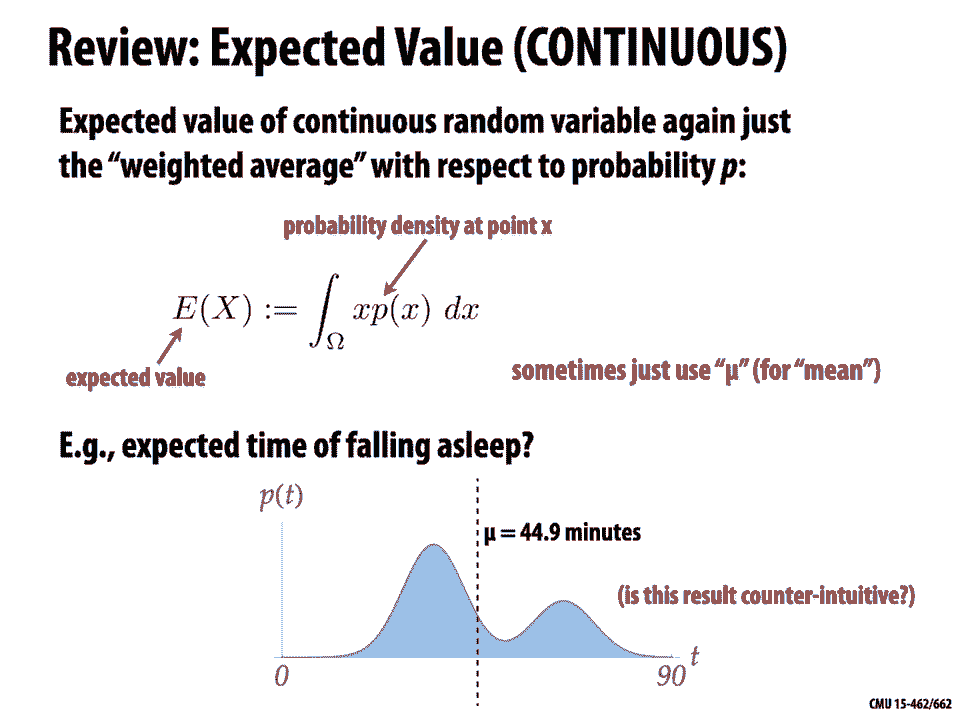 Review: Expected Value (CONTINUOUS)
Expected value of continuous random variable again just
the “weighted average” with respect to probability p:
probability density at point x
E(X) := ∫_Ω xp(x) dx
expected value
sometimes just use “μ” (for “mean”)
E.g., expected time of falling asleep?
p(t)
μ = 44.9 minutes
(is this result counter-intuitive?)
t
0
90
CMU 15-462/662